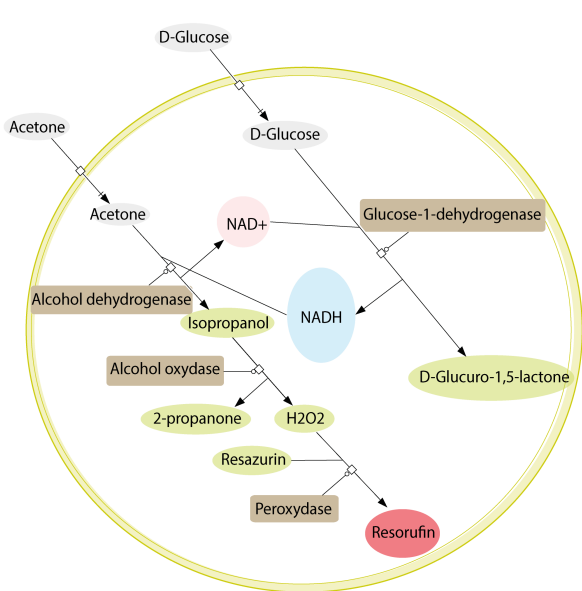 D-Glucose
Acetone
D-Glucose
Acetone
NAD+
Glucose-1-dehydrogenase
Alcohol dehydrogenase
Isopropanol
NADH
Alcohol oxydase
D-Glucuro-1,5-lactone
2-propanone
H2O2
Resazurin
Peroxydase
Resorufin